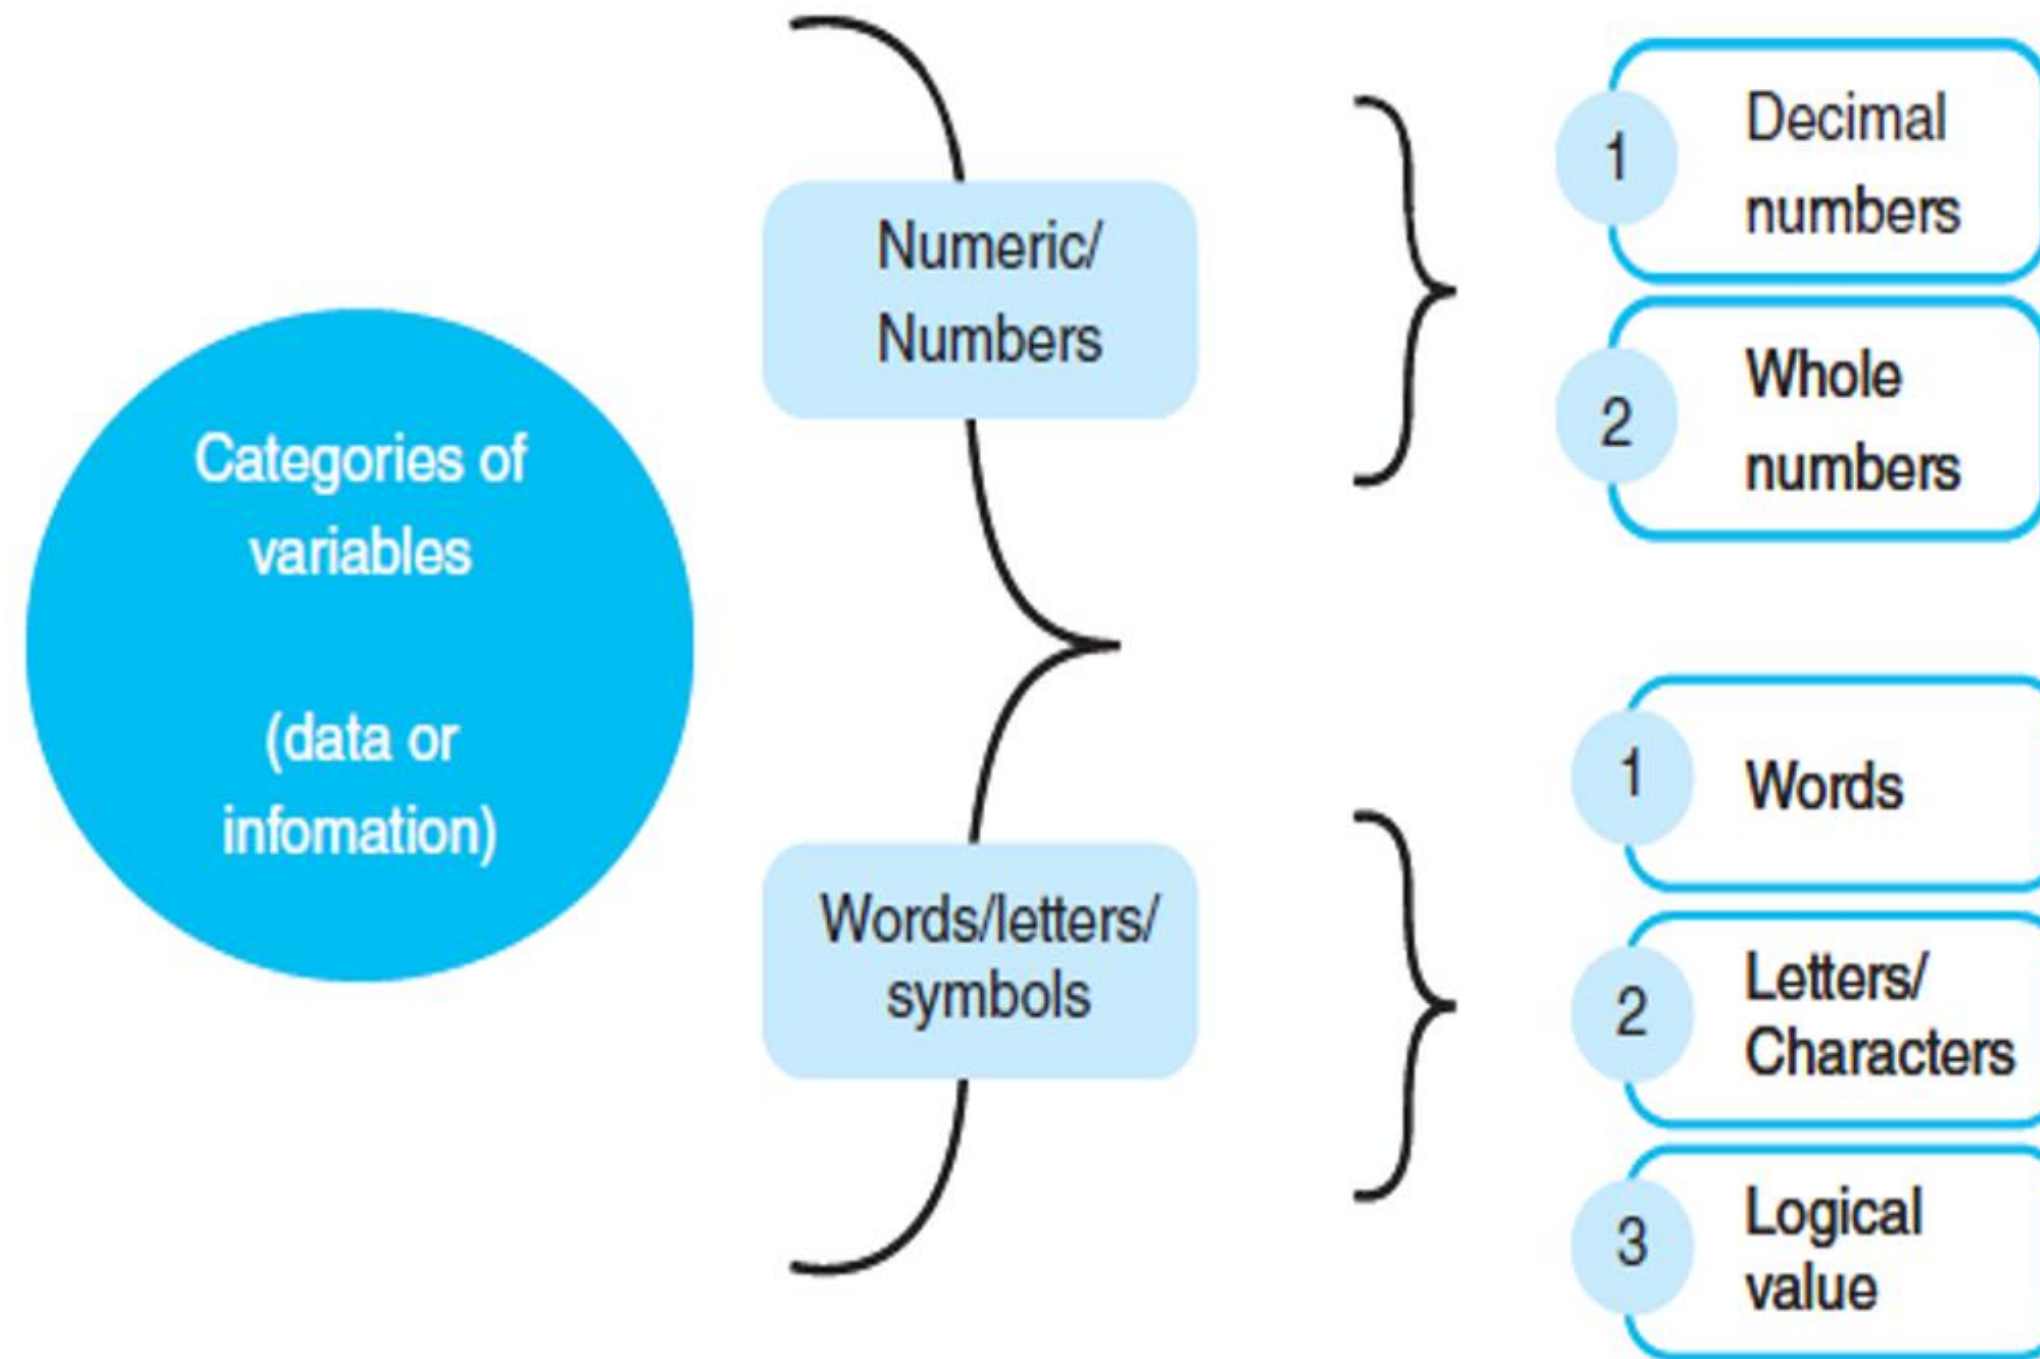 Categories of
variables
(data or
infomation)
Numeric/
Numbers
1
Decimal
numbers
2
Whole
numbers
Words/letters/
symbols
1
Words
2
Letters/
Characters
3
Logical
value